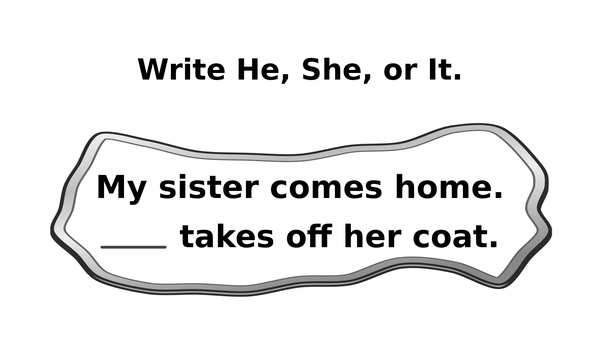 Write He, She, or It.
My sister comes home.
____ takes off her coat.